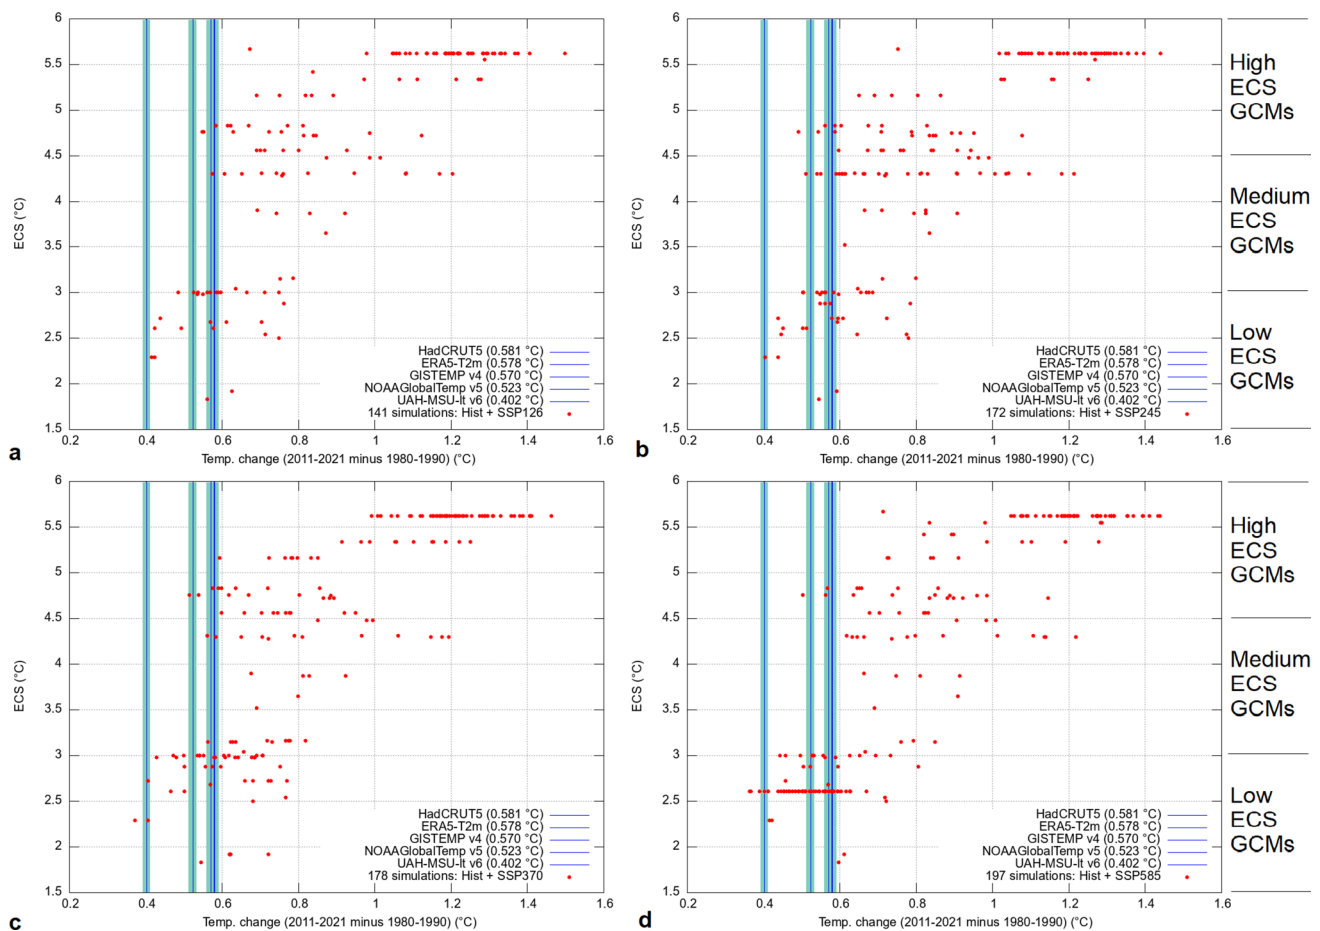 6
5.5
5
4.5
4
3.5
3
2.5
2
1.5
ECS (°C)
HadCRUT5 (0.581 °C)
ERA5-T2m (0.578 °C)
GISTEMP v4 (0.570 °C)
NOAAGlobalTemp v5 (0.523 °C)
UAH-MSU-lt v6 (0.402 °C)
141 simulations: Hist + SSP126
0.2 0.4 0.6 0.8 1 1.2 1.4 1.6
Temp. change (2011-2021 minus 1980-1990) (°C)
a
6
5.5
5
4.5
4
3.5
3
2.5
2
1.5
ECS (°C)
HadCRUT5 (0.581 °C)
ERA5-T2m (0.578 °C)
GISTEMP v4 (0.570 °C)
NOAAGlobalTemp v5 (0.523 °C)
UAH-MSU-lt v6 (0.402 °C)
172 simulations: Hist + SSP245
0.2 0.4 0.6 0.8 1 1.2 1.4 1.6
Temp. change (2011-2021 minus 1980-1990) (°C)
b
High
ECS
GCMs
Medium
ECS
GCMs
Low
ECS
GCMs
6
5.5
5
4.5
4
3.5
3
2.5
2
1.5
ECS (°C)
HadCRUT5 (0.581 °C)
ERA5-T2m (0.578 °C)
GISTEMP v4 (0.570 °C)
NOAAGlobalTemp v5 (0.523 °C)
UAH-MSU-lt v6 (0.402 °C)
178 simulations: Hist + SSP370
0.2 0.4 0.6 0.8 1 1.2 1.4 1.6
Temp. change (2011-2021 minus 1980-1990) (°C)
c
6
5.5
5
4.5
4
3.5
3
2.5
2
1.5
ECS (°C)
HadCRUT5 (0.581 °C)
ERA5-T2m (0.578 °C)
GISTEMP v4 (0.570 °C)
NOAAGlobalTemp v5 (0.523 °C)
UAH-MSU-lt v6 (0.402 °C)
197 simulations: Hist + SSP585
0.2 0.4 0.6 0.8 1 1.2 1.4 1.6
Temp. change (2011-2021 minus 1980-1990) (°C)
d
High
ECS
GCMs
Medium
ECS
GCMs
Low
ECS
GCMs